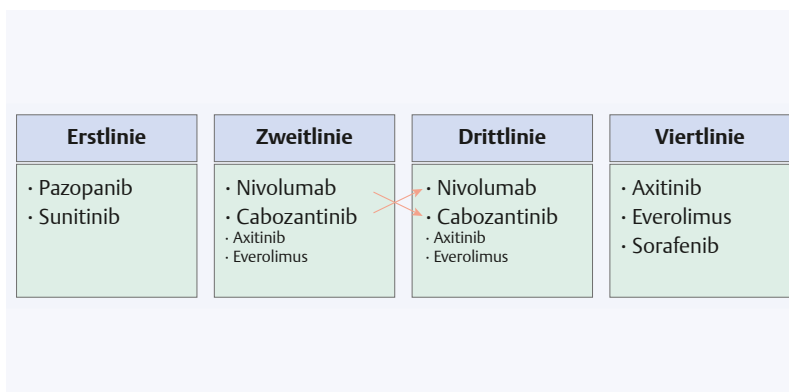 Erstlinie
· Pazopanib
· Sunitinib
Zweitlinie
· Nivolumab
· Cabozantinib
· Axitinib
· Everolimus
Drittlinie
· Nivolumab
· Cabozantinib
· Axitinib
· Everolimus
Viertlinie
· Axitinib
· Everolimus
· Sorafenib